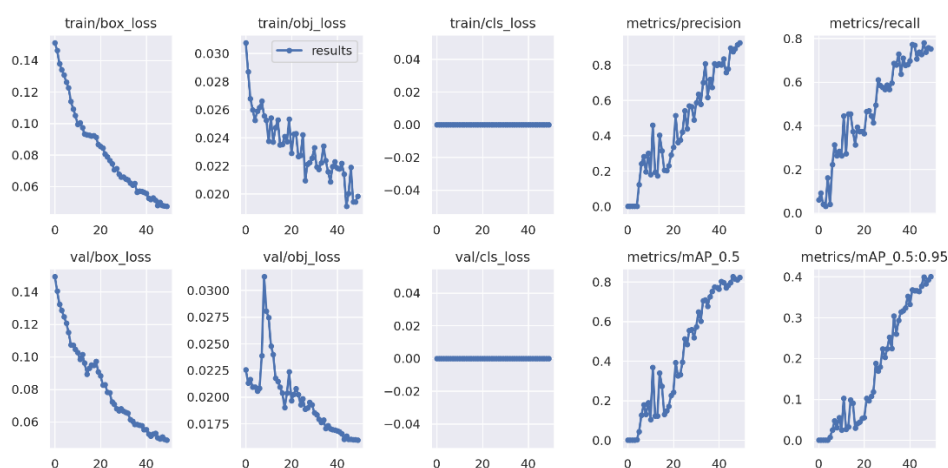 train/box_loss
train/obj_loss
train/cls_loss
metrics/precision
metrics/recall
0.14
0.12
0.10
0.08
0.06
0 20 40
0.030
0.028
0.026
0.024
0.022
0.020
results
0 20 40
0.04
0.02
0.00
−0.02
−0.04
0 20 40
0.8
0.6
0.4
0.2
0.0
0 20 40
0.8
0.6
0.4
0.2
0.0
0 20 40
val/box_loss
val/obj_loss
val/cls_loss
metrics/mAP_0.5
metrics/mAP_0.5:0.95
0.14
0.12
0.10
0.08
0.06
0 20 40
0.0300
0.0275
0.0250
0.0225
0.0200
0.0175
0 20 40
0.04
0.02
0.00
−0.02
−0.04
0 20 40
0.8
0.6
0.4
0.2
0.0
0 20 40
0.4
0.3
0.2
0.1
0.0
0 20 40